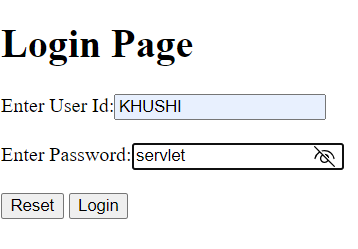 Login Page
Enter User Id: KHUSHI
Enter Password: servlet
Reset Login